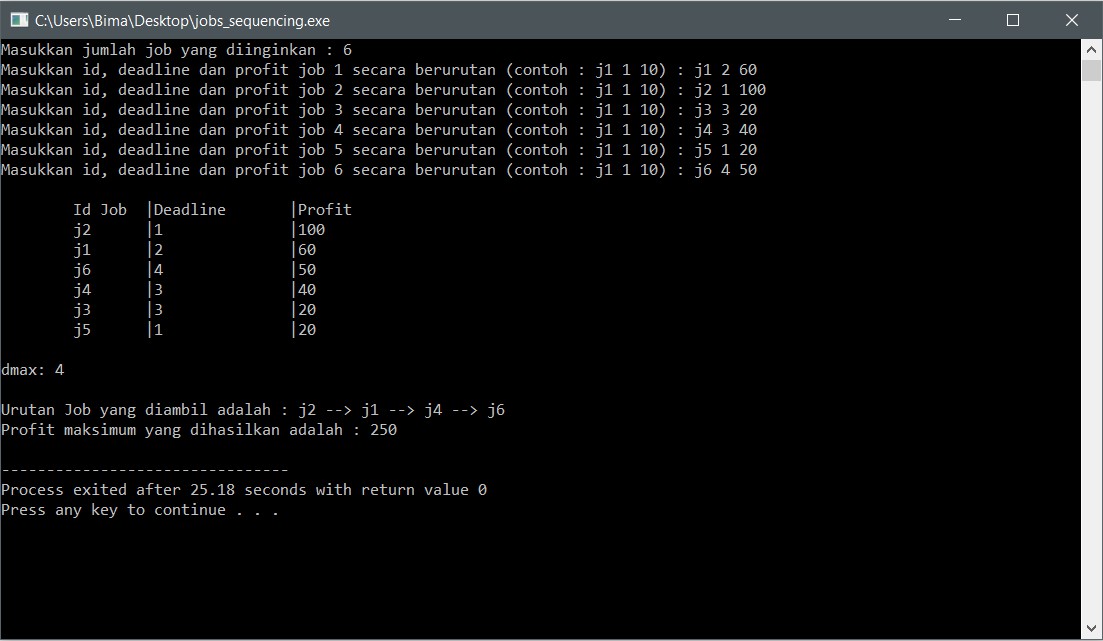 C:\Users\Bima\Desktop\jobs_sequencing.exe
Masukkan jumlah job yang diinginkan : 6
Masukkan id, deadline dan profit job 1 secara berurutan (contoh : j1 1 10) : j1 2 60
Masukkan id, deadline dan profit job 2 secara berurutan (contoh : j1 1 10) : j2 1 100
Masukkan id, deadline dan profit job 3 secara berurutan (contoh : j1 1 10) : j3 3 20
Masukkan id, deadline dan profit job 4 secara berurutan (contoh : j1 1 10) : j4 3 40
Masukkan id, deadline dan profit job 5 secara berurutan (contoh : j1 1 10) : j5 1 20
Masukkan id, deadline dan profit job 6 secara berurutan (contoh : j1 1 10) : j6 4 50
Id Job |Deadline |Profit
j2 |1 |100
j1 |2 |60
j6 |4 |50
j4 |3 |40
j3 |3 |20
j5 |1 |20
dmax: 4
Urutan Job yang diambil adalah : j2 --> j1 --> j4 --> j6
Profit maksimum yang dihasilkan adalah : 250
--------------------------------
Process exited after 25.18 seconds with return value 0
Press any key to continue . . .